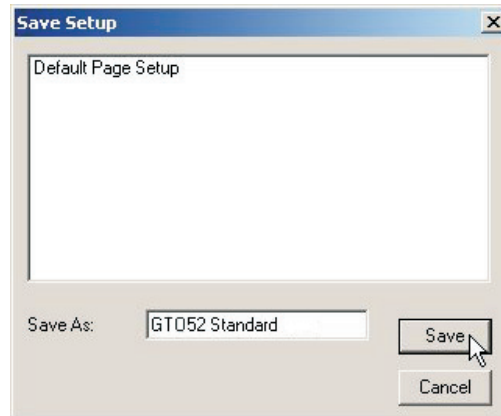 Save Setup
Default Page Setup
Save As:
GTO52 Standard
Save
Cancel